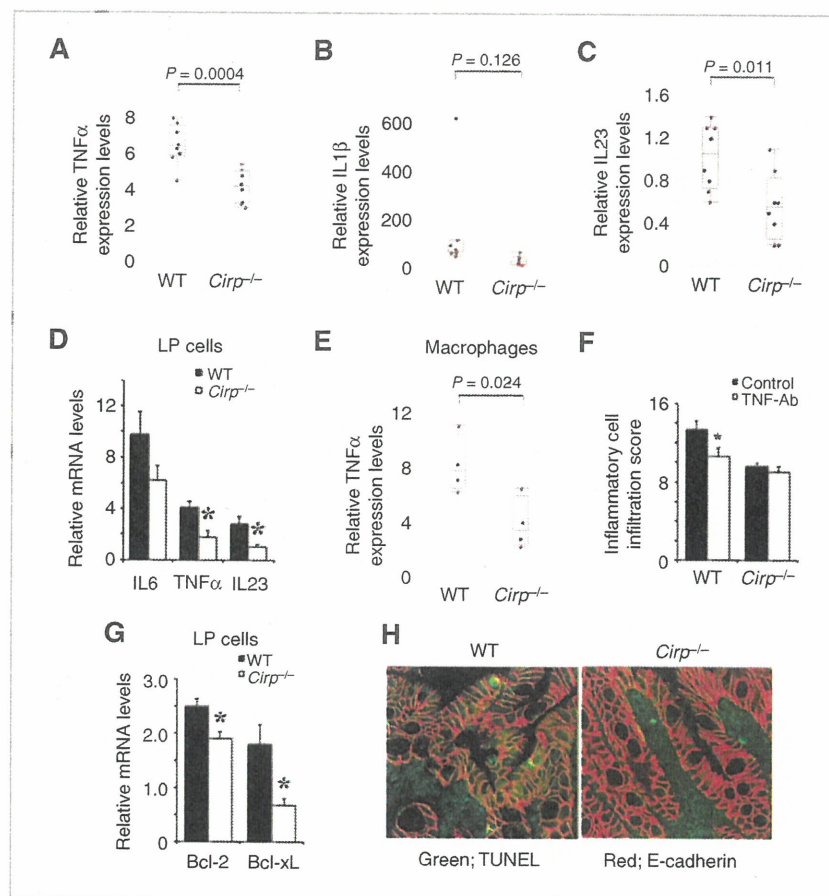 A
P = 0.0004
Relative TNFα
expression levels
8
6
4
2
0
WT Cirp–/–
B
P = 0.126
Relative IL1β
expression levels
600
400
200
0
WT Cirp–/–
C
P = 0.011
Relative IL23
expression levels
1.6
1.2
0.8
0.4
0
WT Cirp–/–
D
LP cells
WT
Cirp–/–
Relative mRNA levels
12
8
4
0
* *
IL6 TNFα IL23
E
Macrophages
P = 0.024
Relative TNFα
expression levels
12
8
4
0
WT Cirp–/–
F
Control
TNF-Ab
Inflammatory cell
infiltration score
16
8
0
*
WT Cirp–/–
G
LP cells
WT
Cirp–/–
Relative mRNA levels
3.0
2.0
1.0
0
*
*
Bcl-2 Bcl-xL
H
WT Cirp–/–
Green; TUNEL Red; E-cadherin